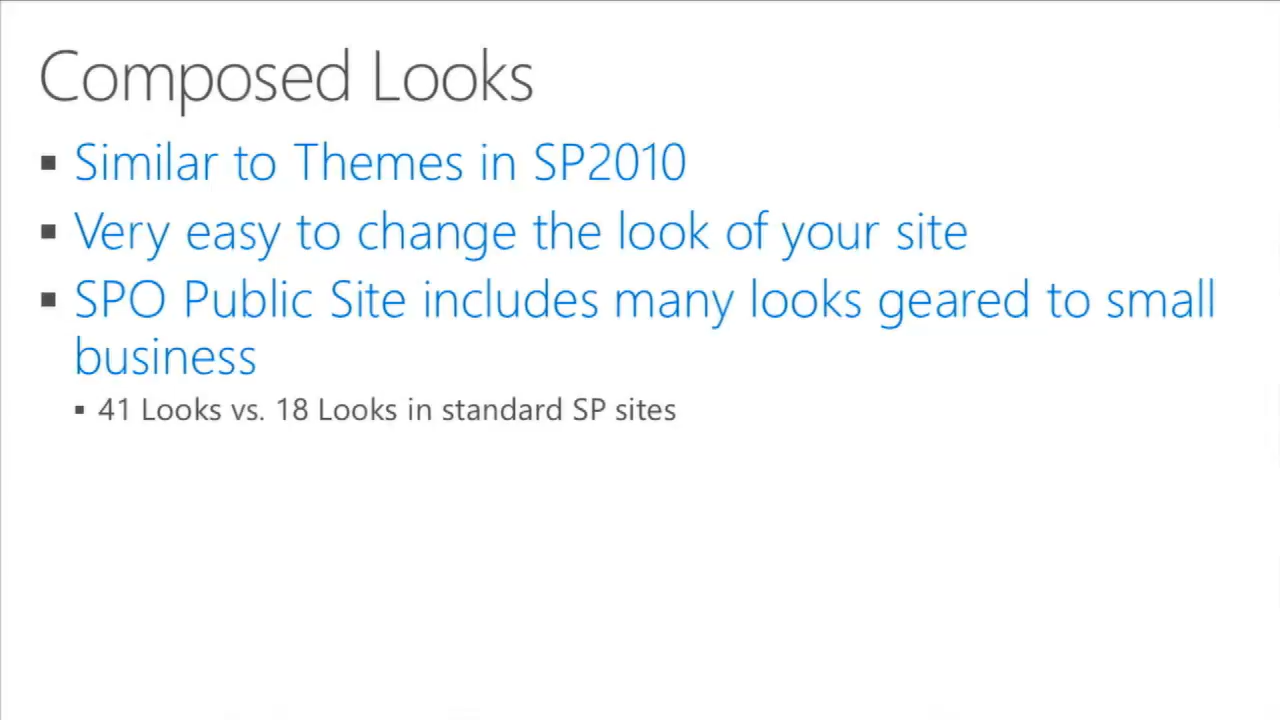 Composed Looks
▪ Similar to Themes in SP2010
▪ Very easy to change the look of your site
▪ SPO Public Site includes many looks geared to small
business
▪ 41 Looks vs. 18 Looks in standard SP sites